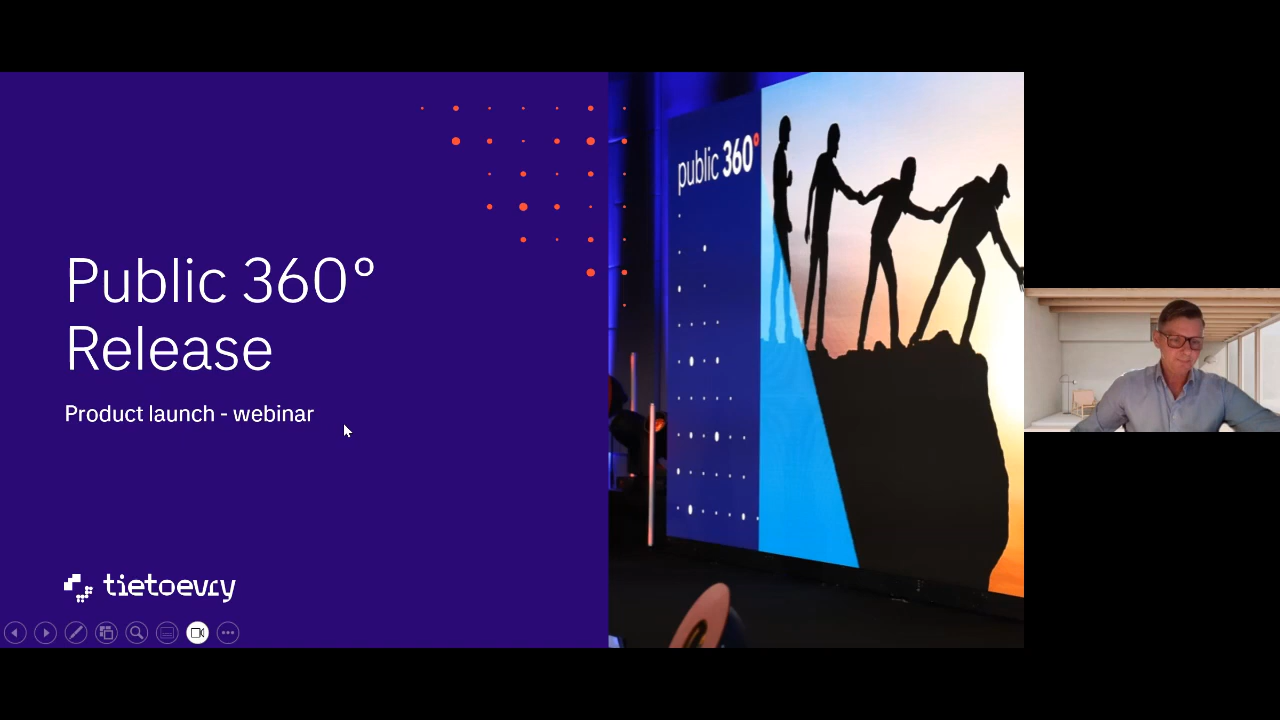 Public 360°
Release
Product launch - webinar
tietoevry
public 360°